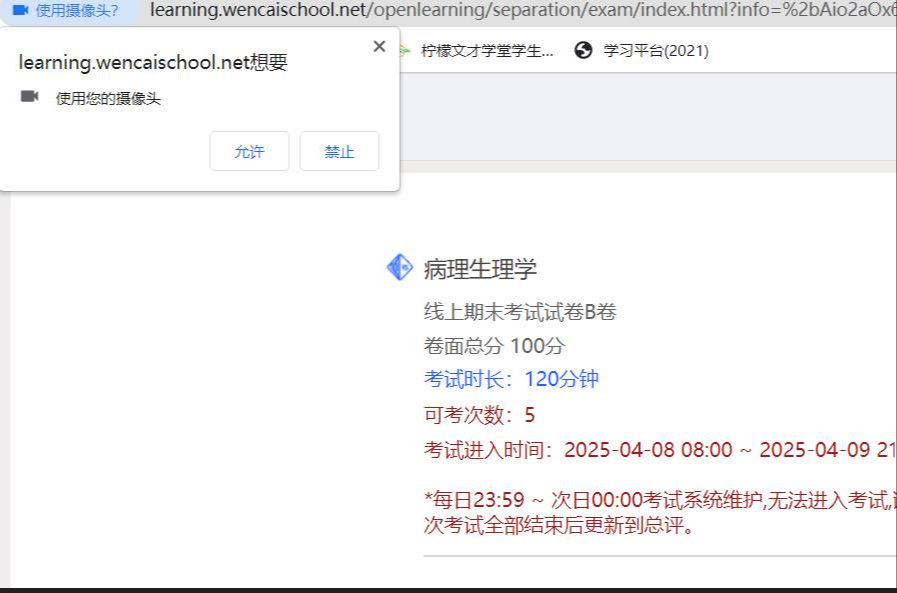 使用摄像头?
learning.wencaischool.net/openlearning/separation/exam/index.html?info=%2bAio2aOx6
learning.wencaischool.net想要
使用您的摄像头
允许
禁止
柠檬文才学堂学生...
学习平台(2021)
病理生理学
线上期末考试试卷B卷
卷面总分 100分
考试时长：120分钟
可考次数：5
考试进入时间：2025-04-08 08:00 ~ 2025-04-09 21
*每日23:59 ~ 次日00:00考试系统维护,无法进入考试,
次考试全部结束后更新到总评。